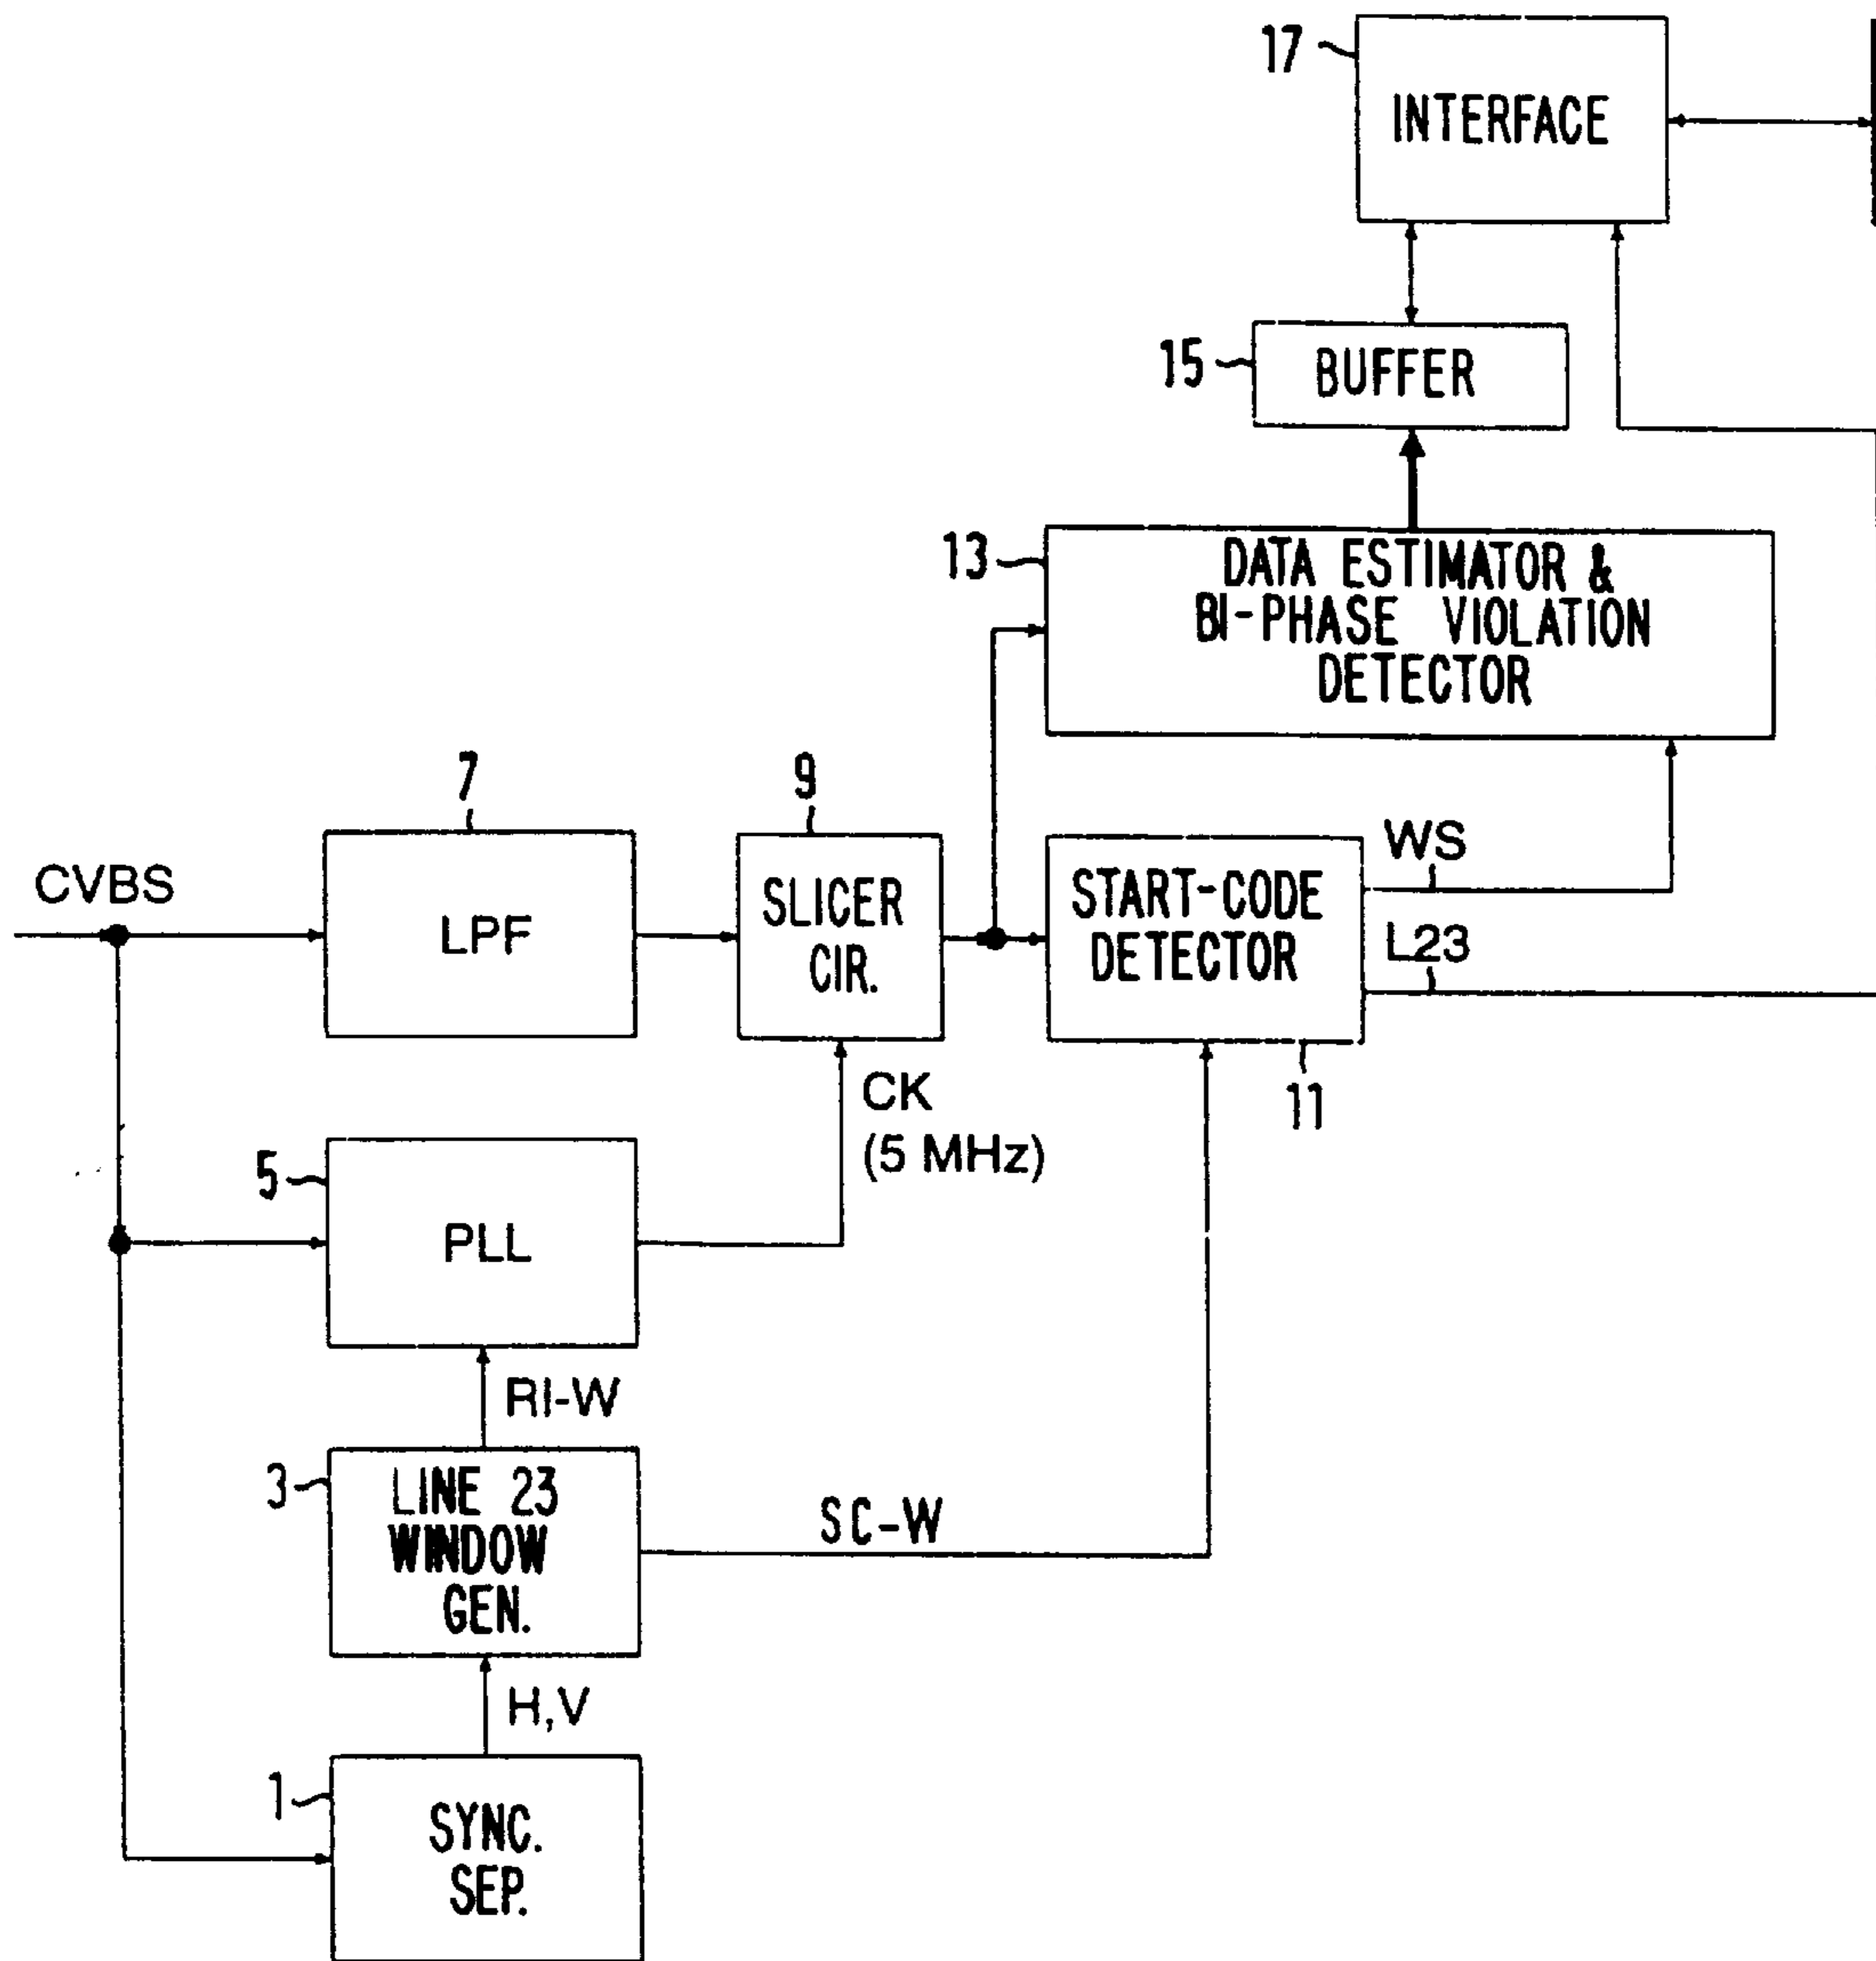 17
INTERFACE
15
BUFFER
13
DATA ESTIMATOR &
BI-PHASE VIOLATION
DETECTOR
7
9
CVBS
LPF
SLICER
CIR.
START-CODE
DETECTOR
WS
L23
11
CK
(5 MHz)
5
PLL
RI-W
3
LINE 23
WINDOW
GEN.
SC-W
H,V
1
SYNC.
SEP.